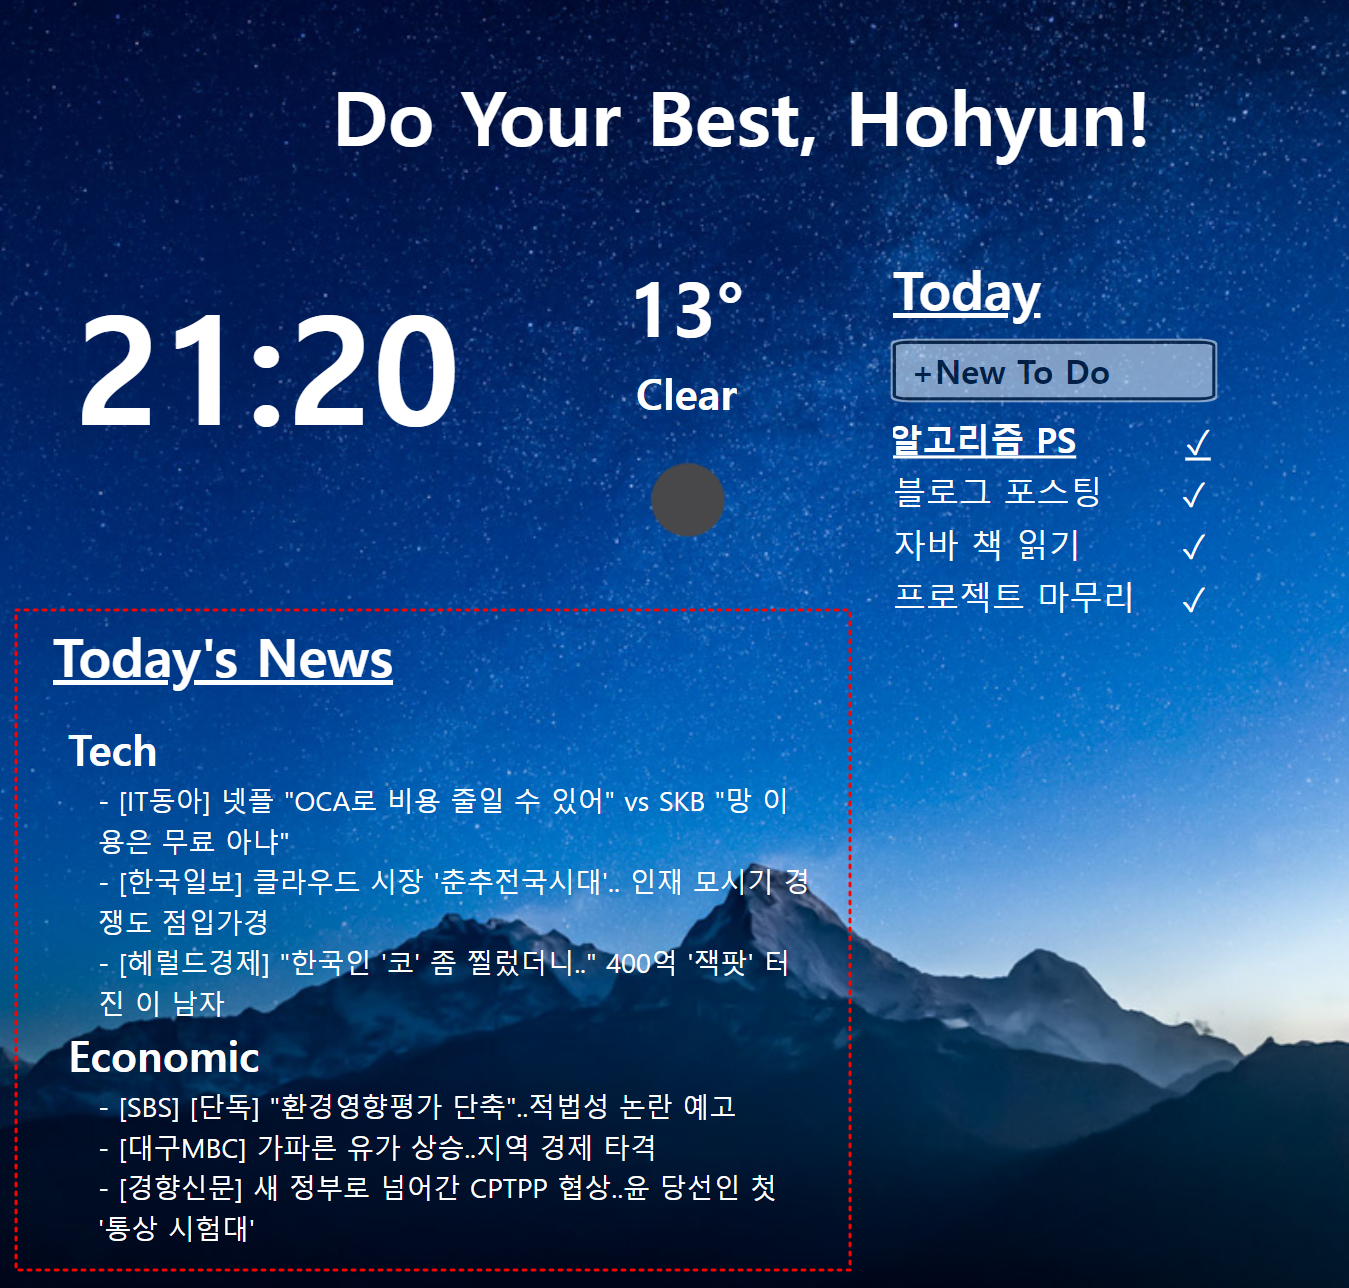 Do Your Best, Hohyun!
21:20
13°
Clear
Today
+New To Do
알고리즘 PS ✓
블로그 포스팅 ✓
자바 책 읽기 ✓
프로젝트 마무리 ✓
Today's News
Tech
- [IT동아] 넷플 "OCA로 비용 줄일 수 있어" vs SKB "망 이
용은 무료 아냐"
- [한국일보] 클라우드 시장 '춘추전국시대'.. 인재 모시기 경
쟁도 점입가경
- [헤럴드경제] "한국인 '코' 좀 찔렀더니.." 400억 '잭팟' 터
진 이 남자
Economic
- [SBS] [단독] "환경영향평가 단축"..적법성 논란 예고
- [대구MBC] 가파른 유가 상승..지역 경제 타격
- [경향신문] 새 정부로 넘어간 CPTPP 협상..윤 당선인 첫
'통상 시험대'